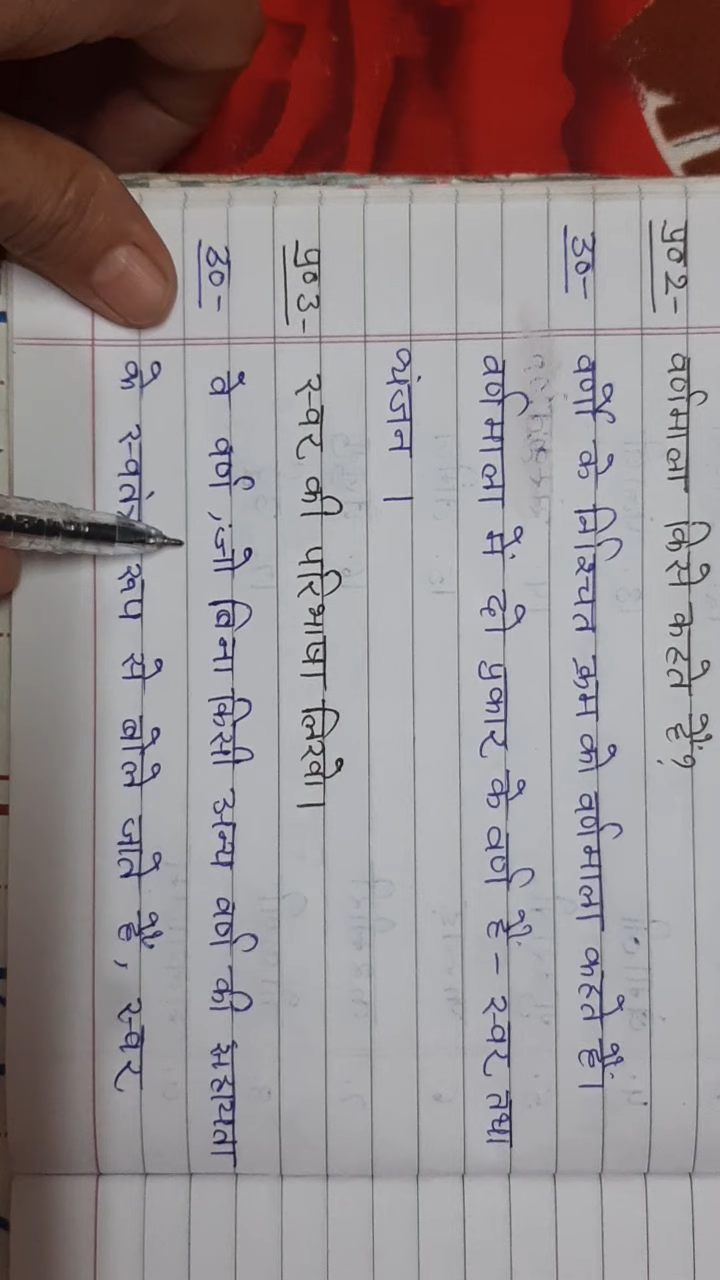 प्र०2- वर्णमाला किसे कहते हैं?
उ०- वर्णों के निश्चित क्रम को वर्णमाला कहते हैं।
वर्णमाला में दो प्रकार के वर्ण हैं - स्वर तथा
व्यंजन ।
प्र०3- स्वर की परिभाषा लिखो।
उ०- वे वर्ण, जो बिना किसी अन्य वर्ण की सहायता
के स्वतंत्र रूप से बोले जाते हैं, स्वर